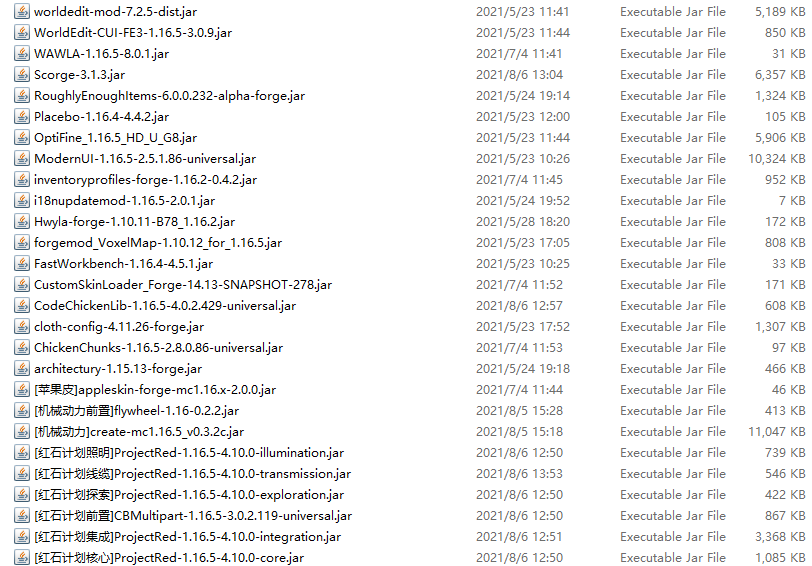 worldedit-mod-7.2.5-dist.jar 2021/5/23 11:41 Executable Jar File 5,189 KB
WorldEdit-CUI-FE3-1.16.5-3.0.9.jar 2021/5/23 11:44 Executable Jar File 850 KB
WAWLA-1.16.5-8.0.1.jar 2021/7/4 11:41 Executable Jar File 31 KB
Scorge-3.1.3.jar 2021/8/6 13:04 Executable Jar File 6,357 KB
RoughlyEnoughItems-6.0.0.232-alpha-forge.jar 2021/5/24 19:14 Executable Jar File 1,324 KB
Placebo-1.16.4-4.4.2.jar 2021/5/23 12:00 Executable Jar File 105 KB
OptiFine_1.16.5_HD_U_G8.jar 2021/5/23 11:44 Executable Jar File 5,906 KB
ModernUI-1.16.5-2.5.1.86-universal.jar 2021/5/23 10:26 Executable Jar File 10,324 KB
inventoryprofiles-forge-1.16.2-0.4.2.jar 2021/7/4 11:45 Executable Jar File 952 KB
i18nupdatemod-1.16.5-2.0.1.jar 2021/5/24 19:52 Executable Jar File 7 KB
Hwyla-forge-1.10.11-B78_1.16.2.jar 2021/5/28 18:20 Executable Jar File 172 KB
forgemod_VoxelMap-1.10.12_for_1.16.5.jar 2021/5/23 17:05 Executable Jar File 808 KB
FastWorkbench-1.16.4-4.5.1.jar 2021/5/23 10:25 Executable Jar File 33 KB
CustomSkinLoader_Forge-14.13-SNAPSHOT-278.jar 2021/7/4 11:52 Executable Jar File 171 KB
CodeChickenLib-1.16.5-4.0.2.429-universal.jar 2021/8/6 12:57 Executable Jar File 608 KB
cloth-config-4.11.26-forge.jar 2021/5/23 17:52 Executable Jar File 1,307 KB
ChickenChunks-1.16.5-2.8.0.86-universal.jar 2021/7/4 11:53 Executable Jar File 97 KB
architectury-1.15.13-forge.jar 2021/5/24 19:18 Executable Jar File 466 KB
[苹果皮]appleskin-forge-mc1.16.x-2.0.0.jar 2021/7/4 11:44 Executable Jar File 46 KB
[机械动力前置]flywheel-1.16-0.2.2.jar 2021/8/5 15:28 Executable Jar File 413 KB
[机械动力]create-mc1.16.5_v0.3.2c.jar 2021/8/5 15:18 Executable Jar File 11,047 KB
[红石计划照明]ProjectRed-1.16.5-4.10.0-illumination.jar 2021/8/6 12:50 Executable Jar File 739 KB
[红石计划线缆]ProjectRed-1.16.5-4.10.0-transmission.jar 2021/8/6 13:53 Executable Jar File 546 KB
[红石计划探索]ProjectRed-1.16.5-4.10.0-exploration.jar 2021/8/6 12:50 Executable Jar File 422 KB
[红石计划前置]CBMultipart-1.16.5-3.0.2.119-universal.jar 2021/8/6 12:50 Executable Jar File 867 KB
[红石计划集成]ProjectRed-1.16.5-4.10.0-integration.jar 2021/8/6 12:51 Executable Jar File 3,368 KB
[红石计划核心]ProjectRed-1.16.5-4.10.0-core.jar 2021/8/6 12:50 Executable Jar File 1,085 KB